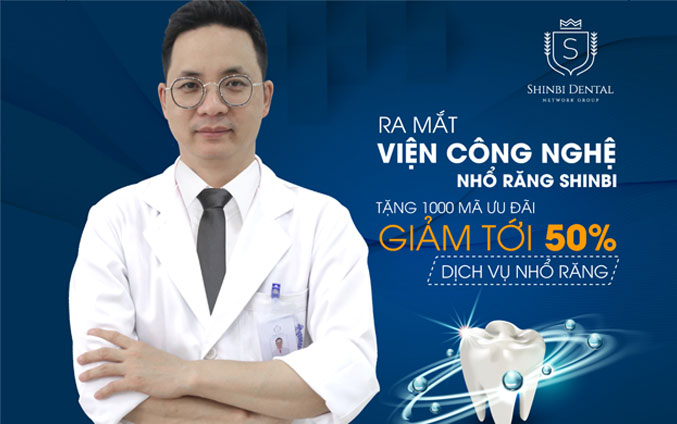 S
SHINBI DENTAL
NETWORK GROUP
RA MẮT
VIỆN CÔNG NGHỆ
NHỔ RĂNG SHINBI
TẶNG 1000 MÃ ƯU ĐÃI
GIẢM TỚI 50%
DỊCH VỤ NHỔ RĂNG